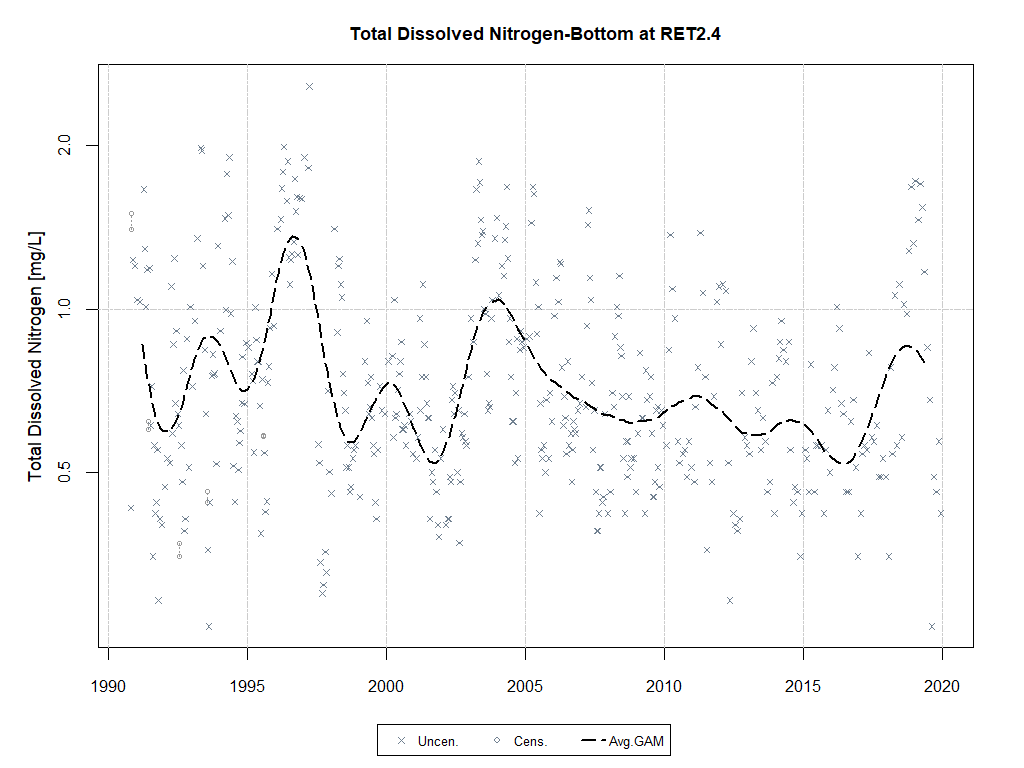 Total Dissolved Nitrogen-Bottom at RET2.4
Total Dissolved Nitrogen [mg/L]
2.0
1.0
0.5
1990 1995 2000 2005 2010 2015 2020
Uncen. Cens. Avg.GAM